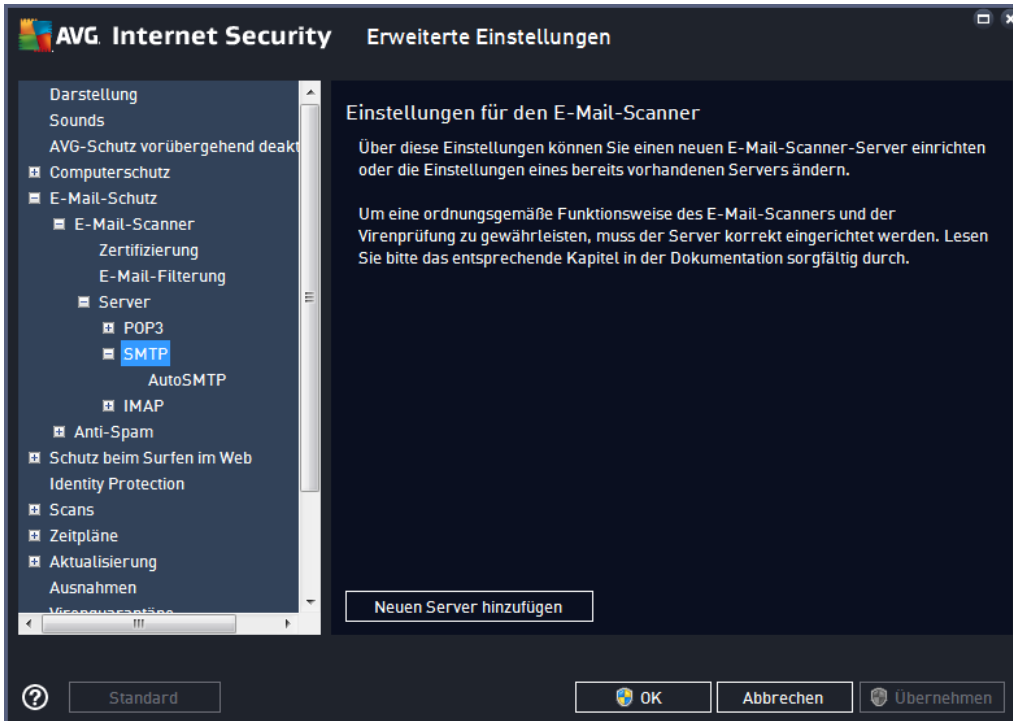 AVG. Internet Security Erweiterte Einstellungen
Darstellung
Sounds
AVG-Schutz vorübergehend deakt
Computerschutz
E-Mail-Schutz
E-Mail-Scanner
Zertifizierung
E-Mail-Filterung
Server
POP3
SMTP
AutoSMTP
IMAP
Anti-Spam
Schutz beim Surfen im Web
Identity Protection
Scans
Zeitpläne
Aktualisierung
Ausnahmen
Virenquarantäne
Einstellungen für den E-Mail-Scanner
Über diese Einstellungen können Sie einen neuen E-Mail-Scanner-Server einrichten
oder die Einstellungen eines bereits vorhandenen Servers ändern.
Um eine ordnungsgemäße Funktionsweise des E-Mail-Scanners und der
Virenprüfung zu gewährleisten, muss der Server korrekt eingerichtet werden. Lesen
Sie bitte das entsprechende Kapitel in der Dokumentation sorgfältig durch.
Neuen Server hinzufügen
Standard
OK
Abbrechen
Übernehmen